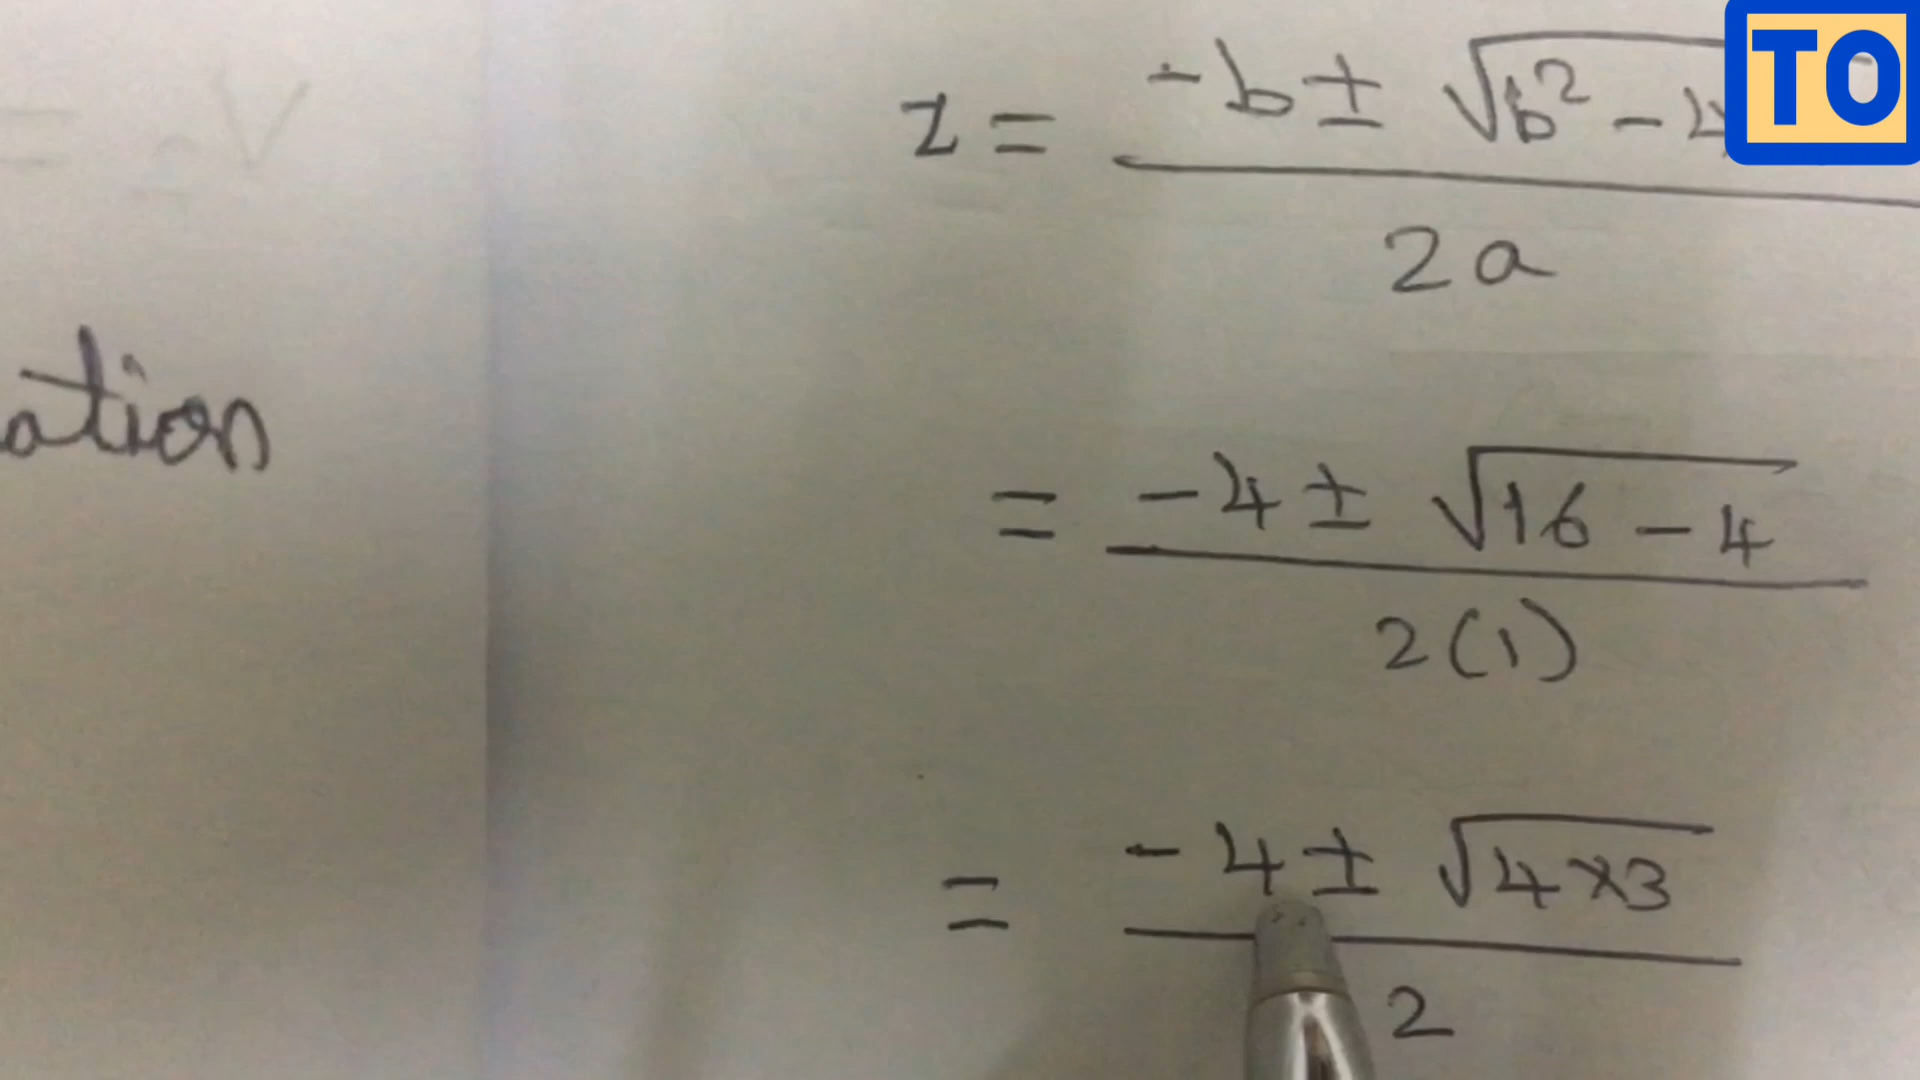 TO
z = -b ± √b² - 4
2a
ation
= -4 ± √16 - 4
2(1)
= -4 ± √4×3
2